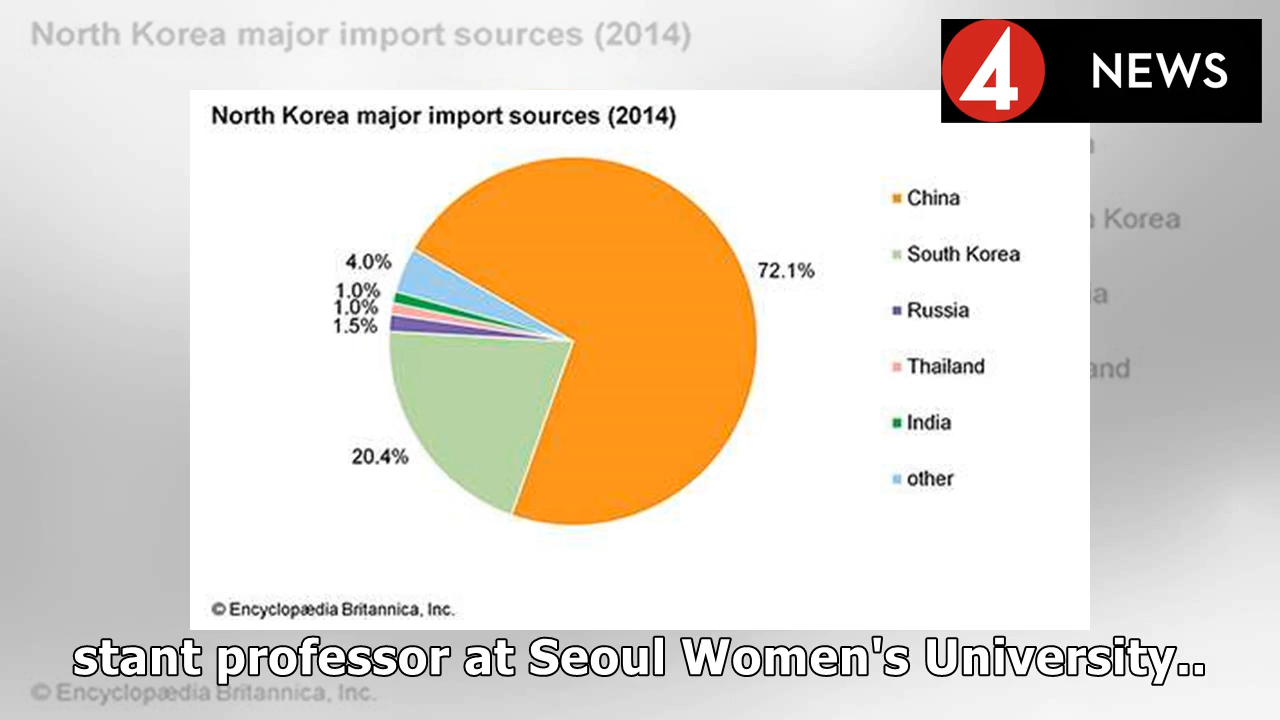 North Korea major import sources (2014)
4 NEWS
North Korea major import sources (2014)
China
South Korea
Russia
Thailand
India
other
72.1%
4.0%
1.0%
1.0%
1.5%
20.4%
© Encyclopædia Britannica, Inc.
Korea
stant professor at Seoul Women's University..
© Encyclopædia Britannica, Inc.